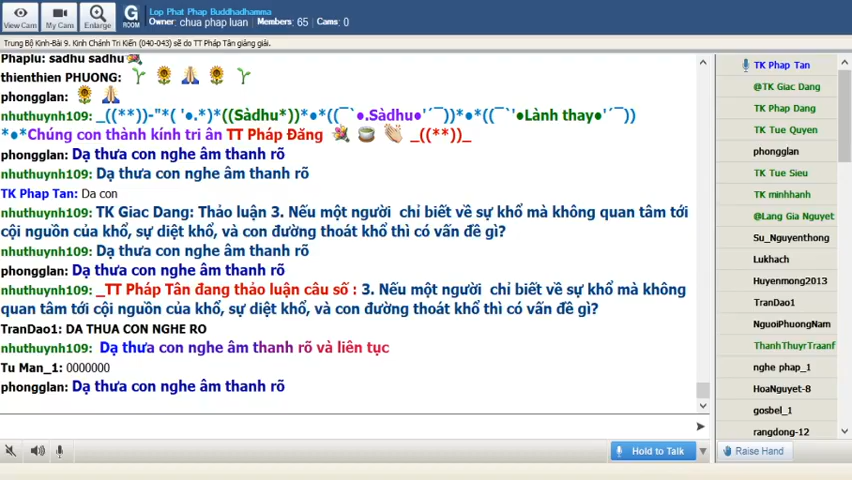 View Cam
My Cam
Enlarge
G
ROOM
Lop Phat Phap Buddhadhamma
Owner: chua phap luan Members: 65 Cams: 0
Trung Bộ Kinh-Bài 9. Kinh Chánh Tri Kiến (040-043) sẽ do TT Pháp Tân giảng giải.
Phaplu: sadhu sadhu
thienthien PHUONG:
phongglan:
nhuthuynh109: _((**))-"*( '●.*)*((Sàdhu*))*●*●((¯`●.Sàdhu●'´¯))*●*●((¯`'●Lành thay●'´¯))
*●*Chúng con thành kính tri ân TT Pháp Đăng _((**))_
phongglan: Dạ thưa con nghe âm thanh rõ
nhuthuynh109: Dạ thưa con nghe âm thanh rõ
TK Phap Tan: Da con
nhuthuynh109: TK Giac Dang: Thảo luận 3. Nếu một người chỉ biết về sự khổ mà không quan tâm tới
cội nguồn của khổ, sự diệt khổ, và con đường thoát khổ thì có vấn đề gì?
nhuthuynh109: Dạ thưa con nghe âm thanh rõ
phongglan: Dạ thưa con nghe âm thanh rõ
nhuthuynh109: _TT Pháp Tân đang thảo luận câu số : 3. Nếu một người chỉ biết về sự khổ mà không
quan tâm tới cội nguồn của khổ, sự diệt khổ, và con đường thoát khổ thì có vấn đề gì?
TranDao1: DA THUA CON NGHE RO
nhuthuynh109: Dạ thưa con nghe âm thanh rõ và liên tục
Tu Man_1: 0000000
phongglan: Dạ thưa con nghe âm thanh rõ
Hold to Talk
TK Phap Tan
@TK Giac Dang
TK Phap Dang
TK Tue Quyen
phongglan
TK Tue Sieu
TK minhhanh
@Lang Gia Nguyet
Su_Nguyenthong
Lukhach
Huyenmong2013
TranDao1
NguoiPhuongNam
ThanhThuyrTraanf
nghe phap_1
HoaNguyet-8
gosbel_1
rangdong-12
Raise Hand